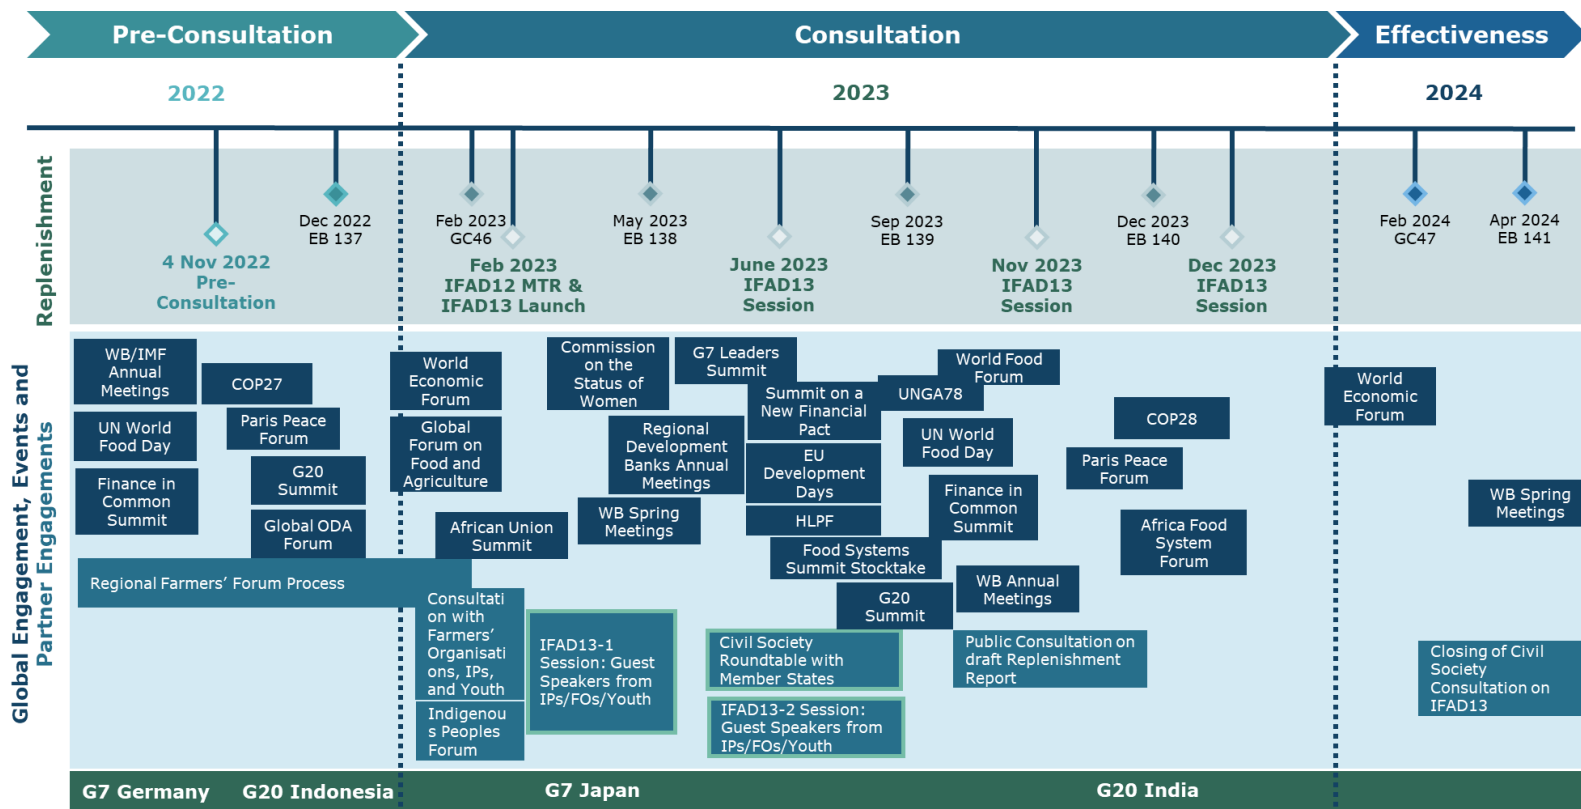 Pre-Consultation
Consultation
Effectiveness
2022
2023
2024
Replenishment
Dec 2022
EB 137
Feb 2023
GC46
May 2023
EB 138
Sep 2023
EB 139
Dec 2023
EB 140
Feb 2024
GC47
Apr 2024
EB 141
4 Nov 2022
Pre-
Consultation
Feb 2023
IFAD12 MTR &
IFAD13 Launch
June 2023
IFAD13
Session
Nov 2023
IFAD13
Session
Dec 2023
IFAD13
Session
Global Engagement, Events and
Partner Engagements
WB/IMF
Annual
Meetings
COP27
UN World
Food Day
Paris Peace
Forum
Finance in
Common
Summit
G20
Summit
Global ODA
Forum
World
Economic
Forum
Global
Forum on
Food and
Agriculture
African Union
Summit
Commission
on the
Status of
Women
Regional
Development
Banks Annual
Meetings
WB Spring
Meetings
G7 Leaders
Summit
Summit on a
New Financial
Pact
EU
Development
Days
HLPF
Food Systems
Summit Stocktake
G20
Summit
World Food
Forum
UNGA78
UN World
Food Day
Finance in
Common
Summit
WB Annual
Meetings
COP28
Paris Peace
Forum
Africa Food
System
Forum
World
Economic
Forum
WB Spring
Meetings
Regional Farmers’ Forum Process
Consultati
on with
Farmers’
Organisati
ons, IPs,
and Youth
Indigenou
s Peoples
Forum
IFAD13-1
Session: Guest
Speakers from
IPs/FOs/Youth
Civil Society
Roundtable with
Member States
IFAD13-2 Session:
Guest Speakers from
IPs/FOs/Youth
Public Consultation on
draft Replenishment
Report
Closing of Civil
Society
Consultation on
IFAD13
G7 Germany
G20 Indonesia
G7 Japan
G20 India